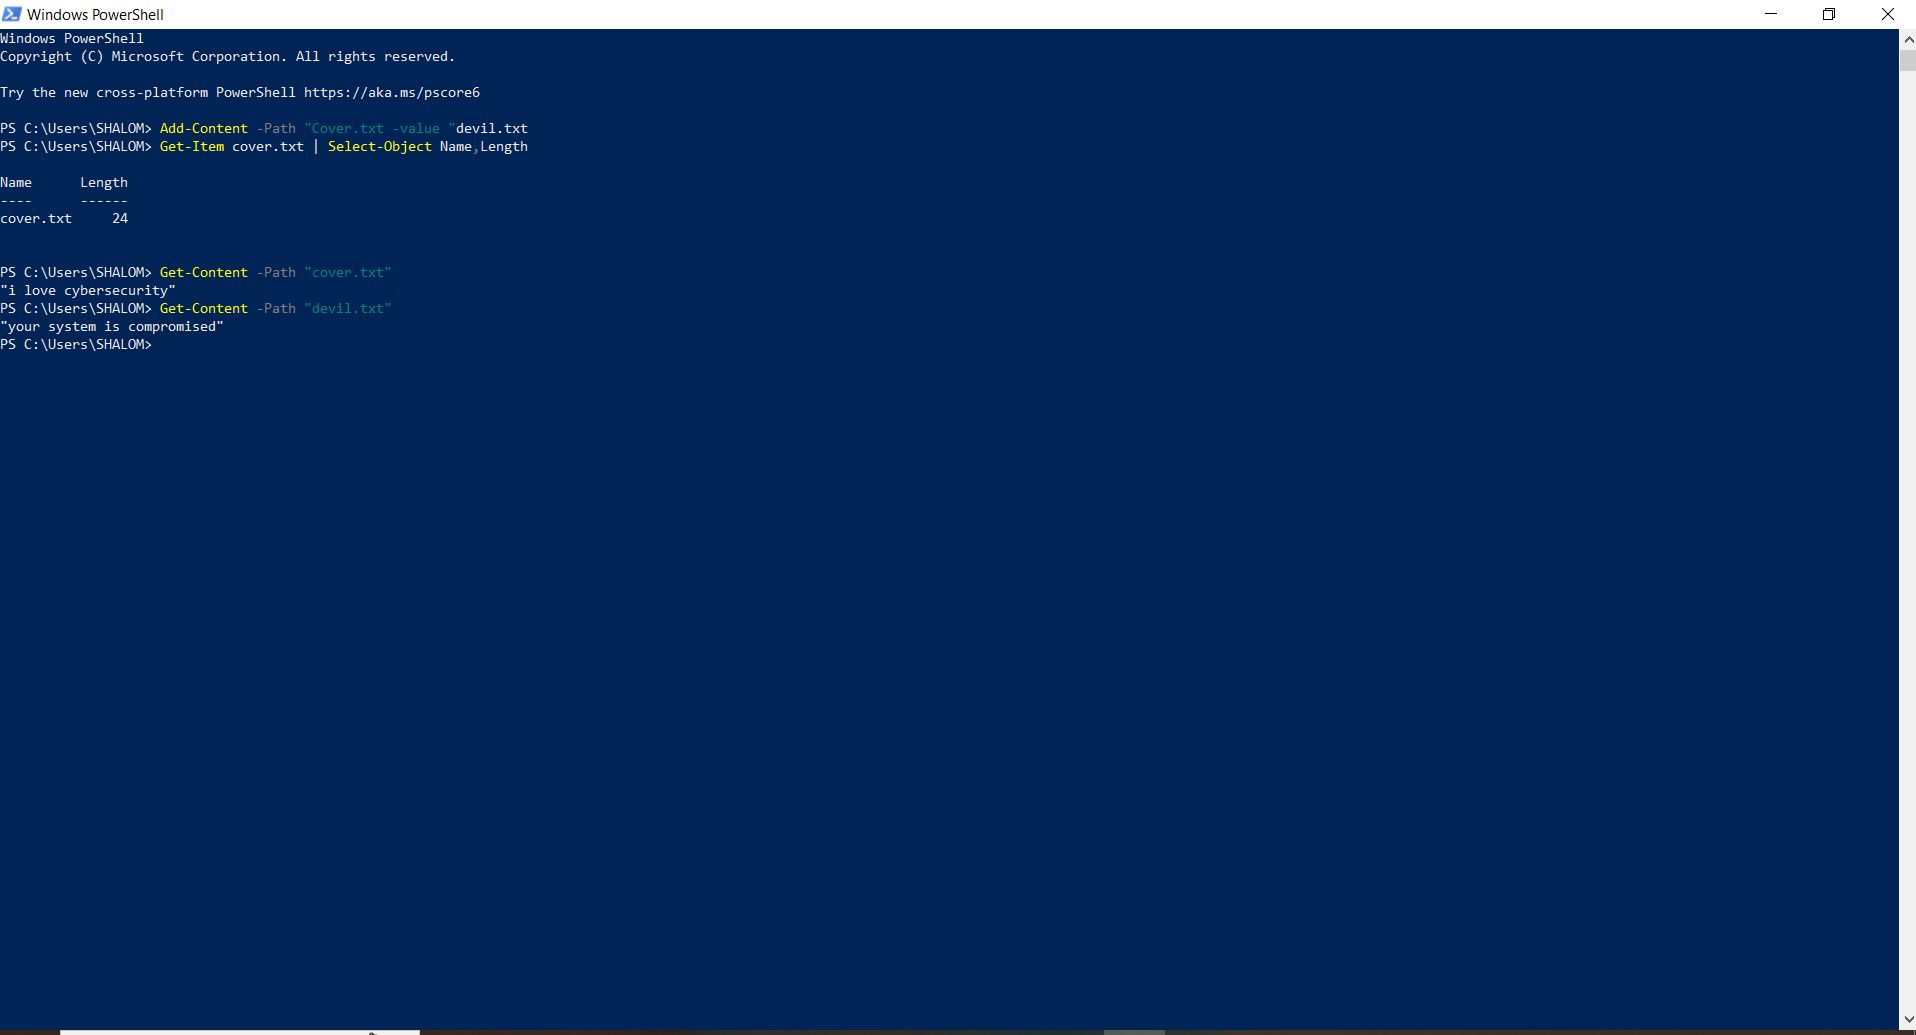 Windows PowerShell
Windows PowerShell
Copyright (C) Microsoft Corporation. All rights reserved.
Try the new cross-platform PowerShell https://aka.ms/pscore6
PS C:\Users\SHALOM> Add-Content -Path "Cover.txt -value "devil.txt
PS C:\Users\SHALOM> Get-Item cover.txt | Select-Object Name,Length
Name      Length
----      ------
cover.txt     24
PS C:\Users\SHALOM> Get-Content -Path "cover.txt"
"i love cybersecurity"
PS C:\Users\SHALOM> Get-Content -Path "devil.txt"
"your system is compromised"
PS C:\Users\SHALOM>